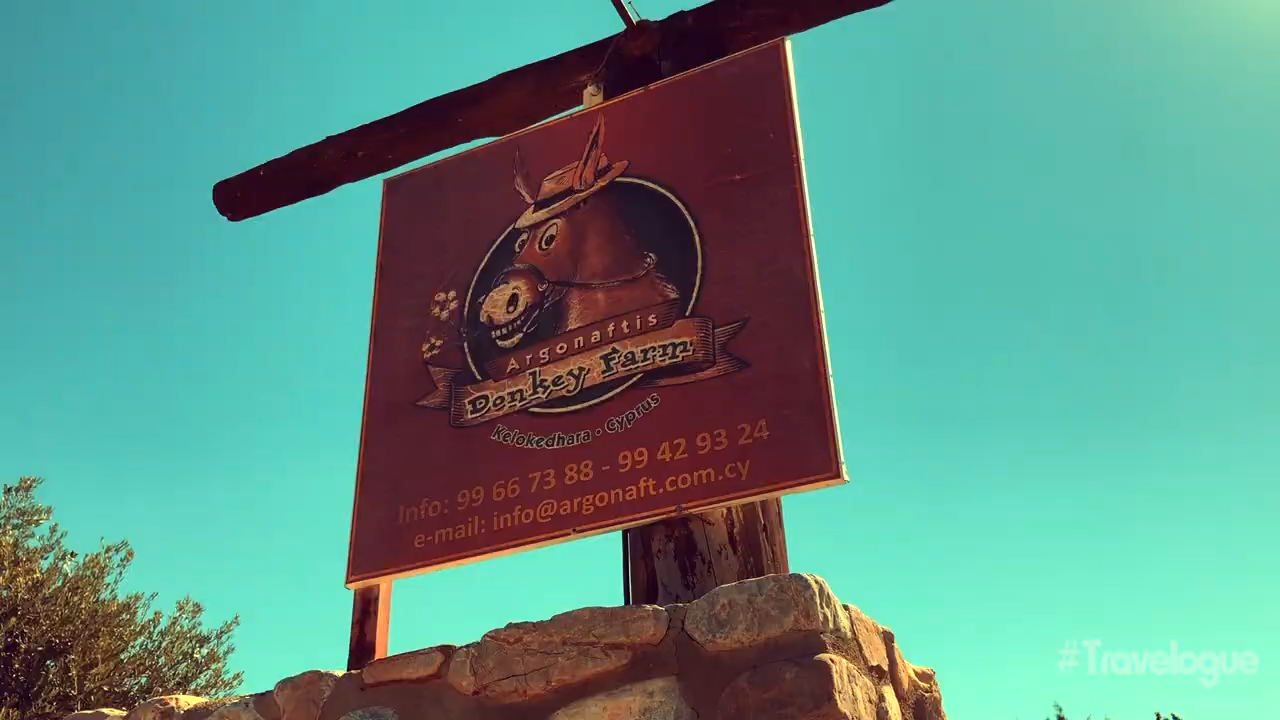 Argonaftis
Donkey Farm
Kelokedhara • Cyprus
Info: 99 66 73 88 - 99 42 93 24
e-mail: info@argonaft.com.cy
#Travelogue